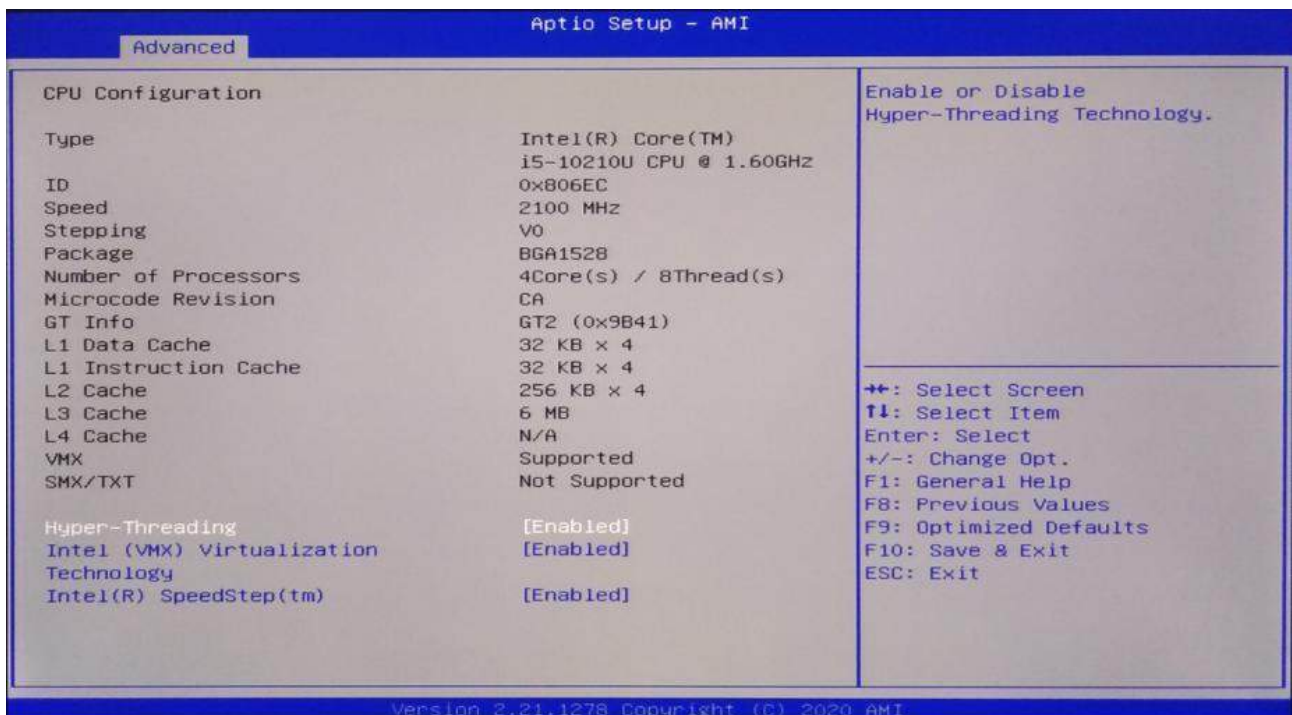 Aptio Setup - AMI
Advanced
CPU Configuration
Type Intel(R) Core(TM)
i5-10210U CPU @ 1.60GHz
ID 0x806EC
Speed 2100 MHz
Stepping V0
Package BGA1528
Number of Processors 4Core(s) / 8Thread(s)
Microcode Revision CA
GT Info GT2 (0x9B41)
L1 Data Cache 32 KB x 4
L1 Instruction Cache 32 KB x 4
L2 Cache 256 KB x 4
L3 Cache 6 MB
L4 Cache N/A
VMX Supported
SMX/TXT Not Supported
Hyper-Threading [Enabled]
Intel (VMX) Virtualization [Enabled]
Technology
Intel(R) SpeedStep(tm) [Enabled]
Enable or Disable
Hyper-Threading Technology.
→←: Select Screen
↑↓: Select Item
Enter: Select
+/-: Change Opt.
F1: General Help
F8: Previous Values
F9: Optimized Defaults
F10: Save & Exit
ESC: Exit
Version 2.21.1278 Copyright (C) 2020 AMI